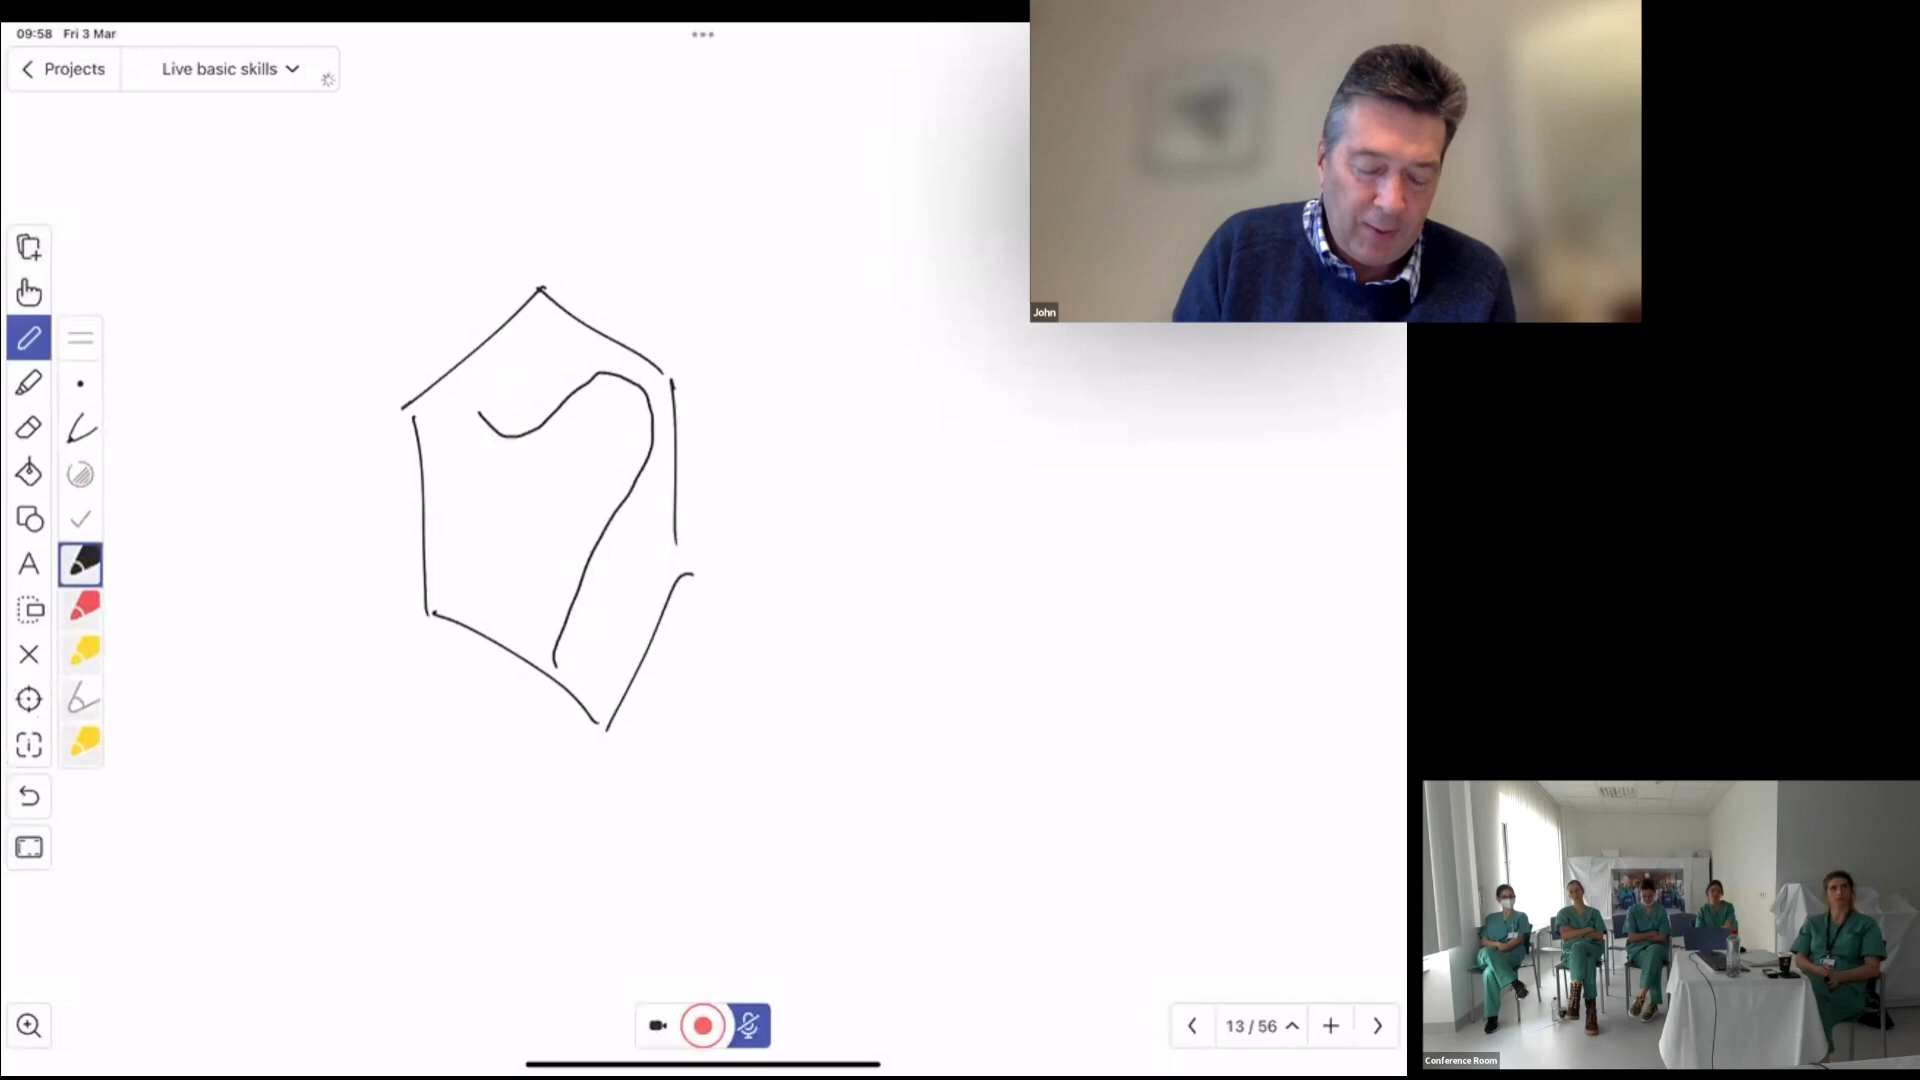 09:58 Fri 3 Mar
Projects
Live basic skills
John
A
13 / 56
Conference Room